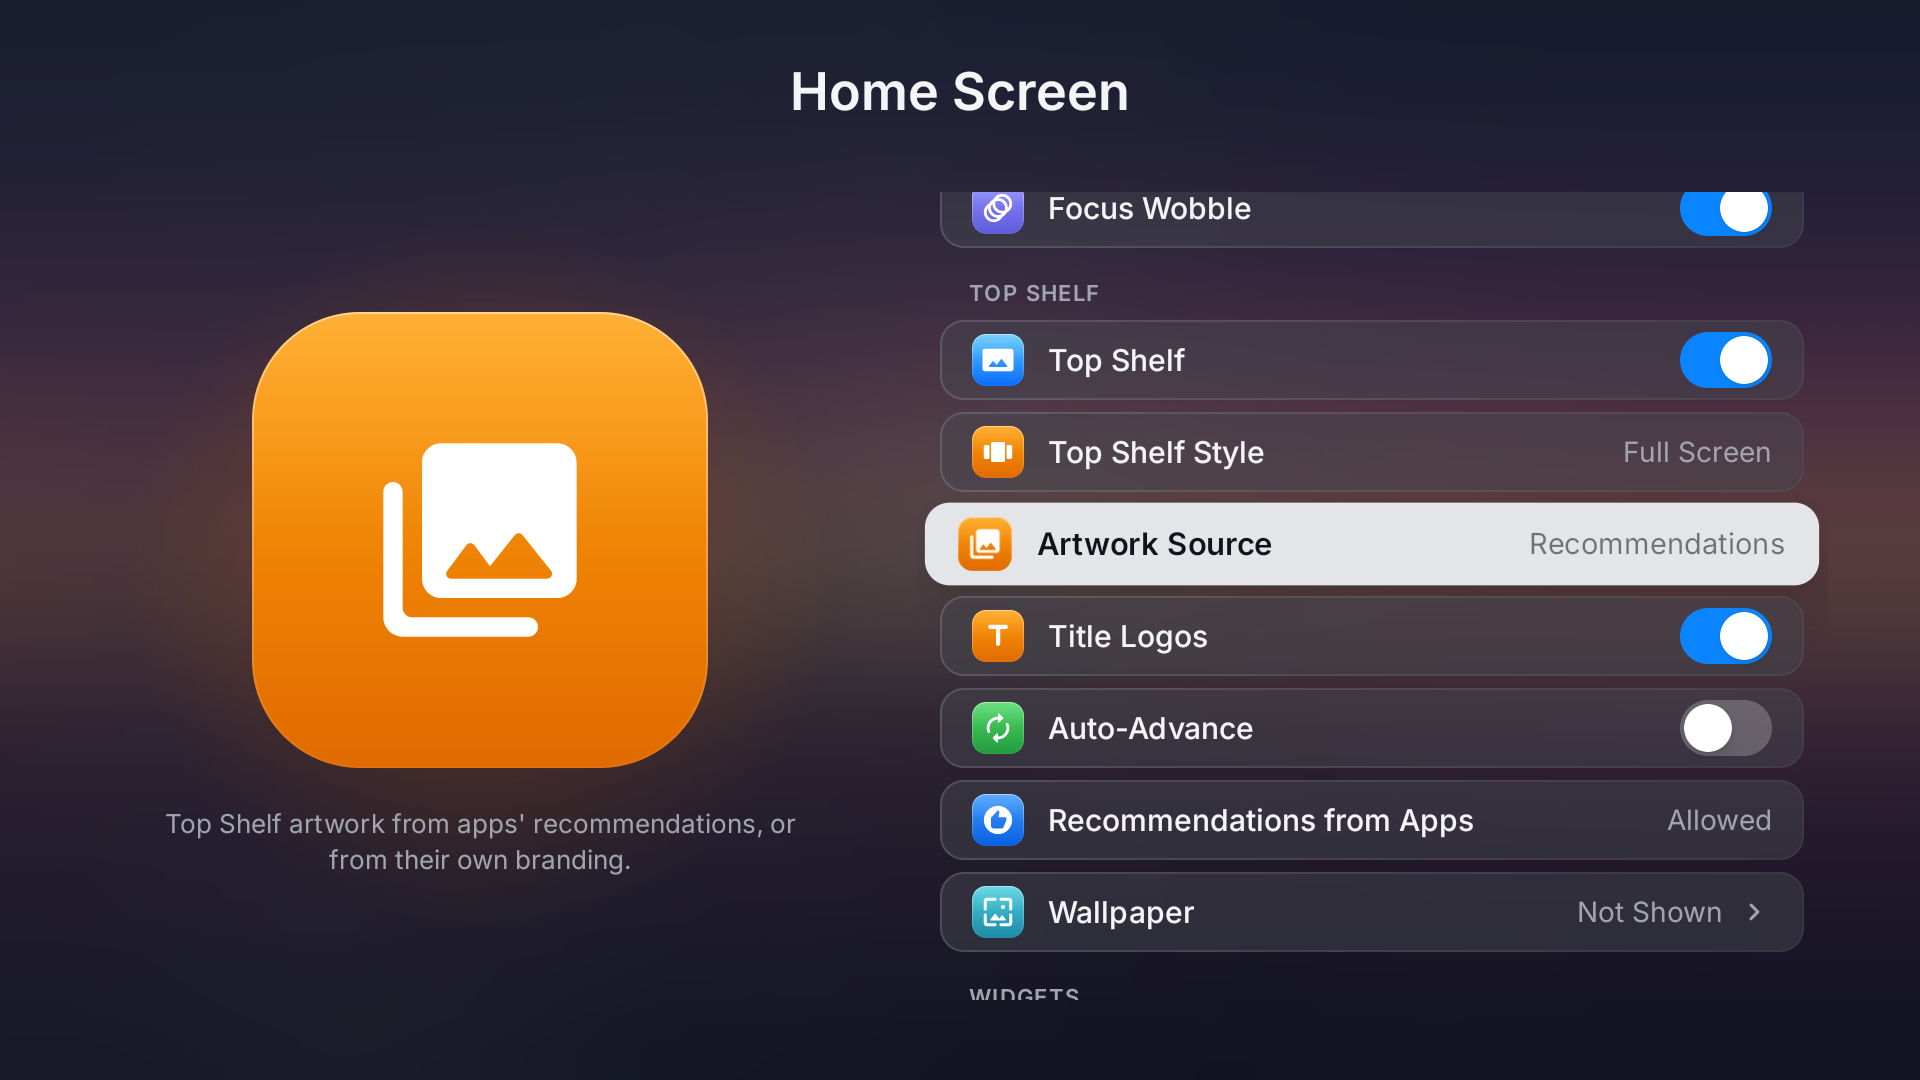 Home Screen
Focus Wobble
TOP SHELF
Top Shelf
Top Shelf Style
Full Screen
Artwork Source
Recommendations
Title Logos
Auto-Advance
Recommendations from Apps
Allowed
Wallpaper
Not Shown
WIDGETS
Top Shelf artwork from apps' recommendations, or
from their own branding.